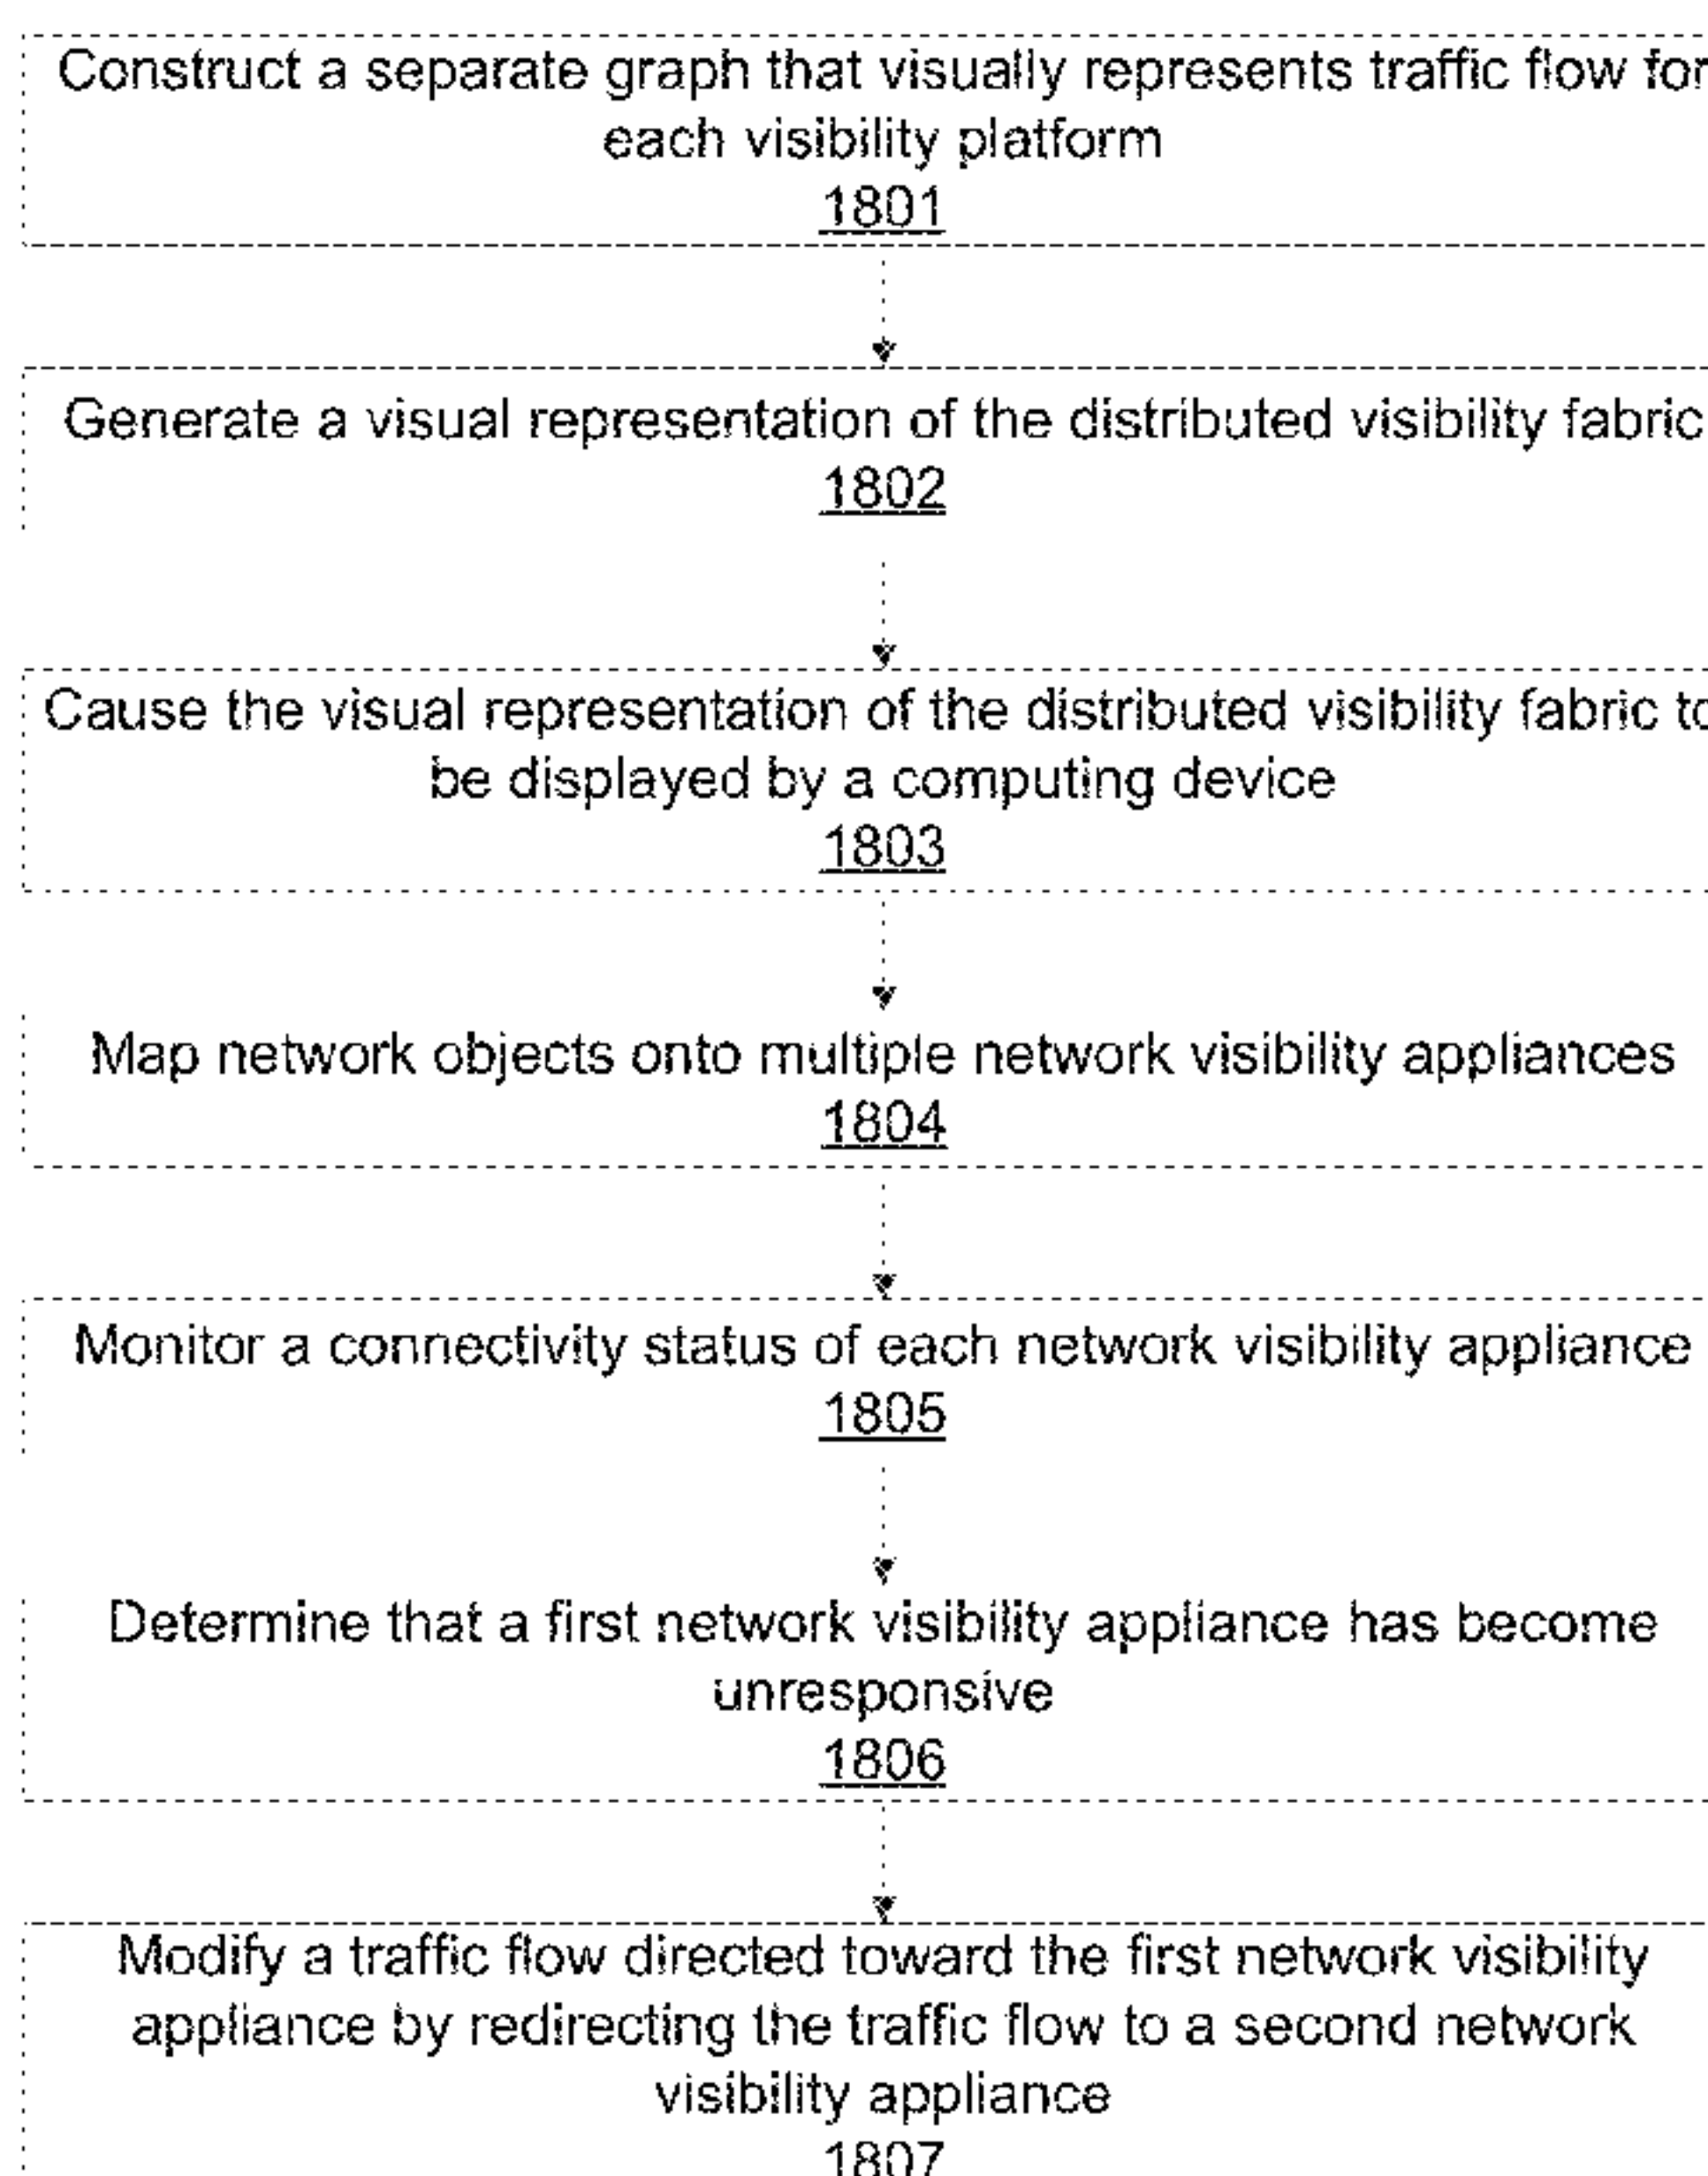 Construct a separate graph that visually represents traffic flow for
each visibility platform
1801
Generate a visual representation of the distributed visibility fabric
1802
Cause the visual representation of the distributed visibility fabric to
be displayed by a computing device
1803
Map network objects onto multiple network visibility appliances
1804
Monitor a connectivity status of each network visibility appliance
1805
Determine that a first network visibility appliance has become
unresponsive
1806
Modify a traffic flow directed toward the first network visibility
appliance by redirecting the traffic flow to a second network
visibility appliance
1807